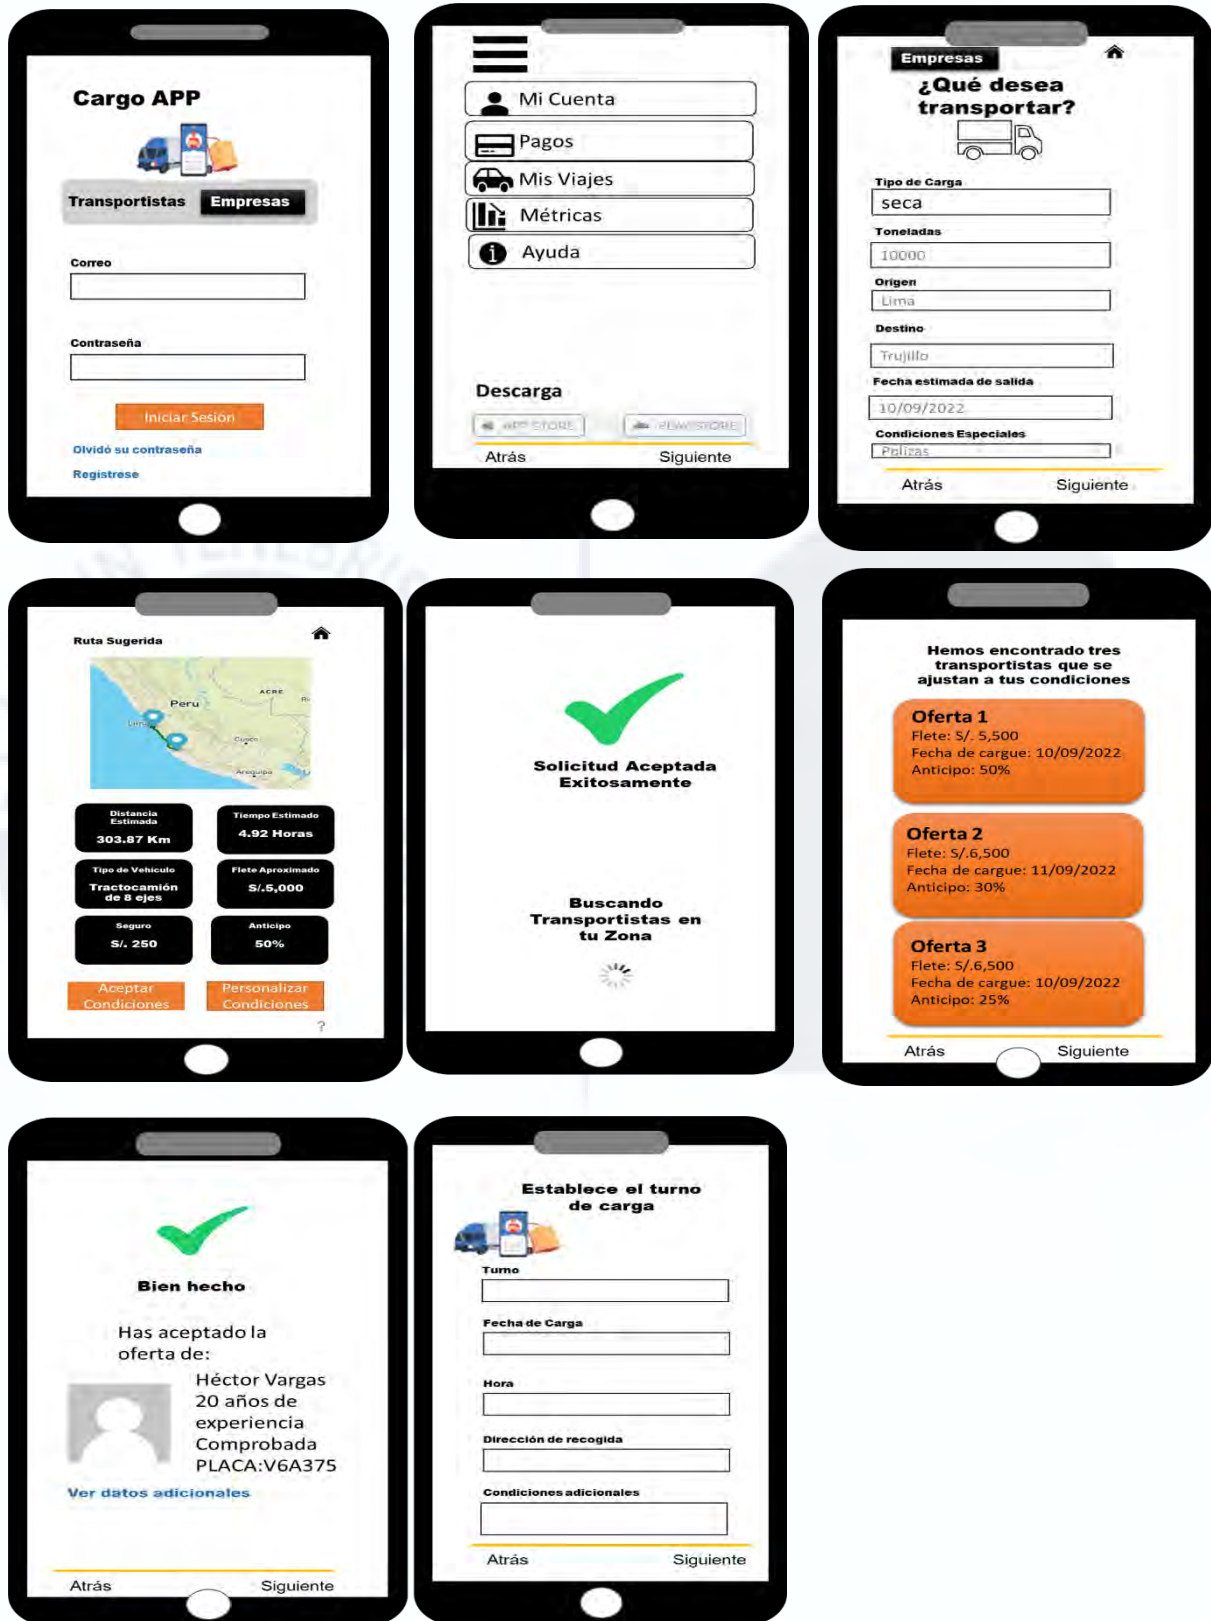 Cargo APP
Transportistas Empresas
Correo
Contraseña
Iniciar Sesión
Olvidó su contraseña
Registrese
Mi Cuenta
Pagos
Mis Viajes
Métricas
Ayuda
Descarga
APP STORE PLAY STORE
Atrás Siguiente
Empresas
¿Qué desea
transportar?
Tipo de Carga
seca
Toneladas
10000
Origen
Lima
Destino
Trujillo
Fecha estimada de salida
10/09/2022
Condiciones Especiales
Polizas
Atrás Siguiente
Ruta Sugerida
ACRE
Peru
Lima
Cusco
Arequipa
Distancia
Estimada
303.87 Km
Tiempo Estimado
4.92 Horas
Tipo de Vehículo
Tractocamión
de 8 ejes
Flete Aproximado
S/.5,000
Seguro
S/. 250
Anticipo
50%
Aceptar
Condiciones
Personalizar
Condiciones
?
Solicitud Aceptada
Exitosamente
Buscando
Transportistas en
tu Zona
Hemos encontrado tres
transportistas que se
ajustan a tus condiciones
Oferta 1
Flete: S/. 5,500
Fecha de cargue: 10/09/2022
Anticipo: 50%
Oferta 2
Flete: S/.6,500
Fecha de cargue: 11/09/2022
Anticipo: 30%
Oferta 3
Flete: S/.6,500
Fecha de cargue: 10/09/2022
Anticipo: 25%
Atrás Siguiente
Bien hecho
Has aceptado la
oferta de:
Héctor Vargas
20 años de
experiencia
Comprobada
PLACA:V6A375
Ver datos adicionales
Atrás Siguiente
Establece el turno
de carga
Turno
Fecha de Carga
Hora
Dirección de recogida
Condiciones adicionales
Atrás Siguiente